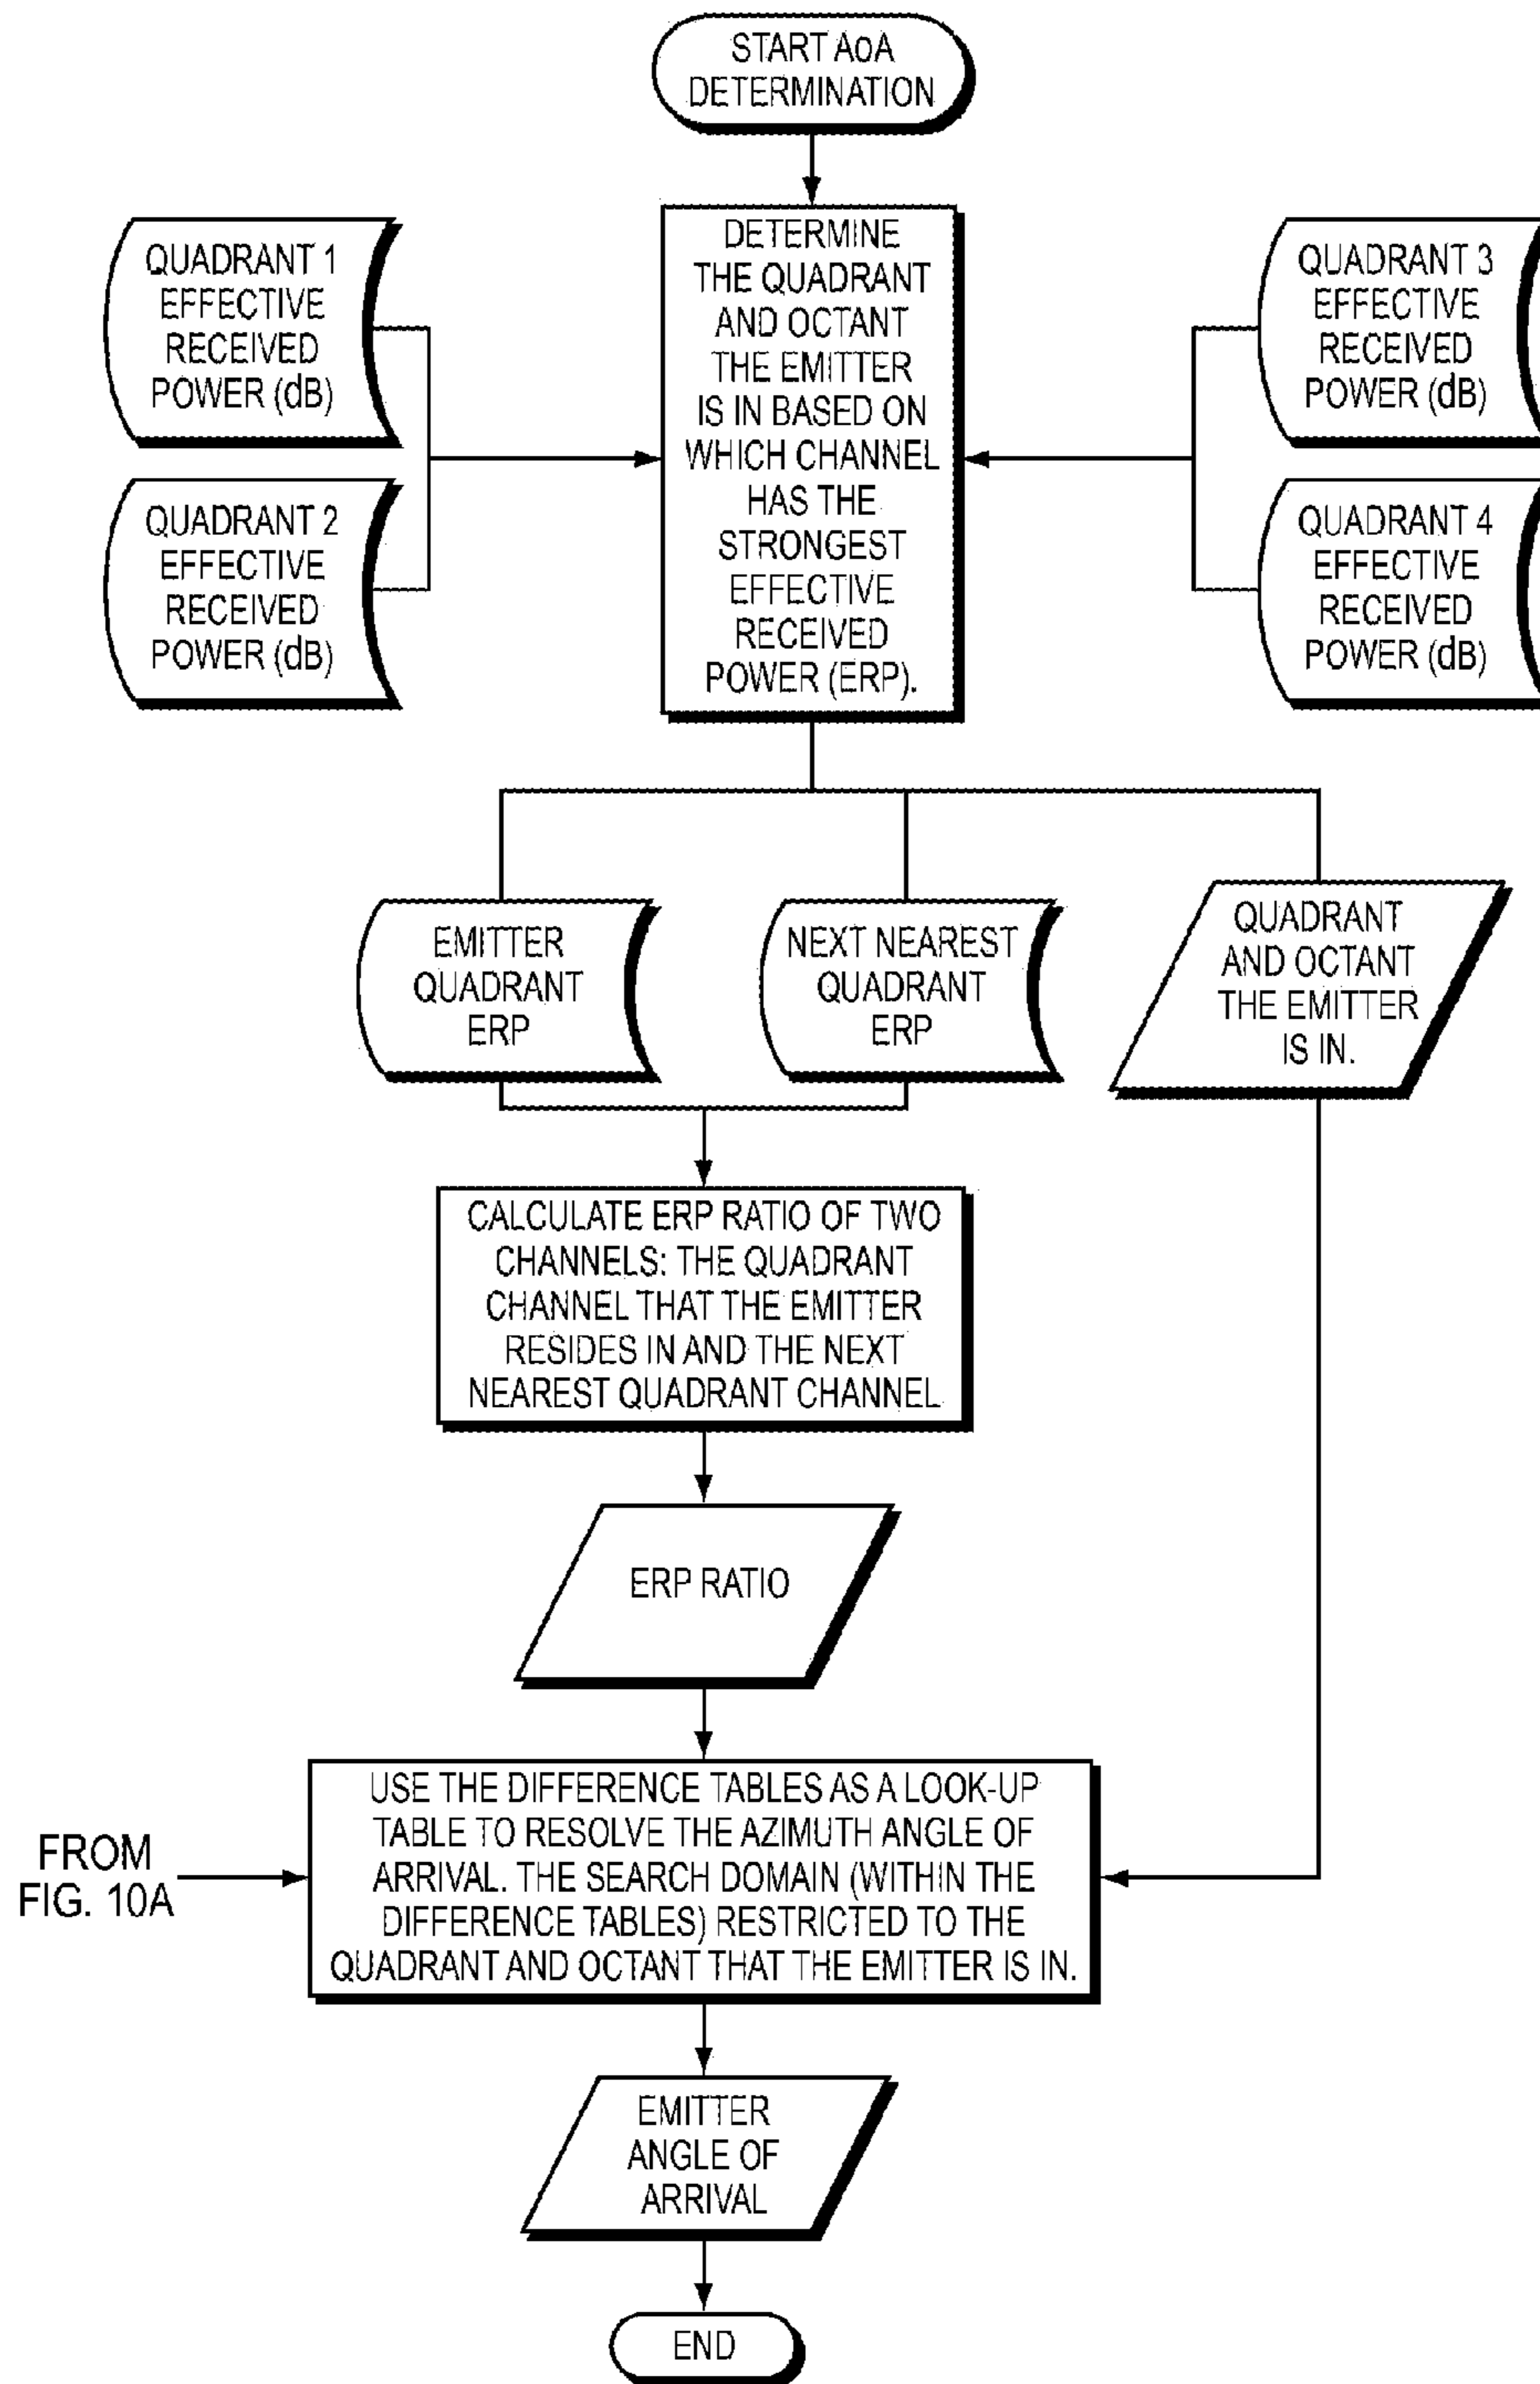 START AoA
DETERMINATION
QUADRANT 1
EFFECTIVE
RECEIVED
POWER (dB)
QUADRANT 2
EFFECTIVE
RECEIVED
POWER (dB)
DETERMINE
THE QUADRANT
AND OCTANT
THE EMITTER
IS IN BASED ON
WHICH CHANNEL
HAS THE
STRONGEST
EFFECTIVE
RECEIVED
POWER (ERP).
QUADRANT 3
EFFECTIVE
RECEIVED
POWER (dB)
QUADRANT 4
EFFECTIVE
RECEIVED
POWER (dB)
EMITTER
QUADRANT
ERP
NEXT NEAREST
QUADRANT
ERP
QUADRANT
AND OCTANT
THE EMITTER
IS IN.
CALCULATE ERP RATIO OF TWO
CHANNELS: THE QUADRANT
CHANNEL THAT THE EMITTER
RESIDES IN AND THE NEXT
NEAREST QUADRANT CHANNEL
ERP RATIO
FROM
FIG. 10A
USE THE DIFFERENCE TABLES AS A LOOK-UP
TABLE TO RESOLVE THE AZIMUTH ANGLE OF
ARRIVAL. THE SEARCH DOMAIN (WITHIN THE
DIFFERENCE TABLES) RESTRICTED TO THE
QUADRANT AND OCTANT THAT THE EMITTER IS IN.
EMITTER
ANGLE OF
ARRIVAL
END